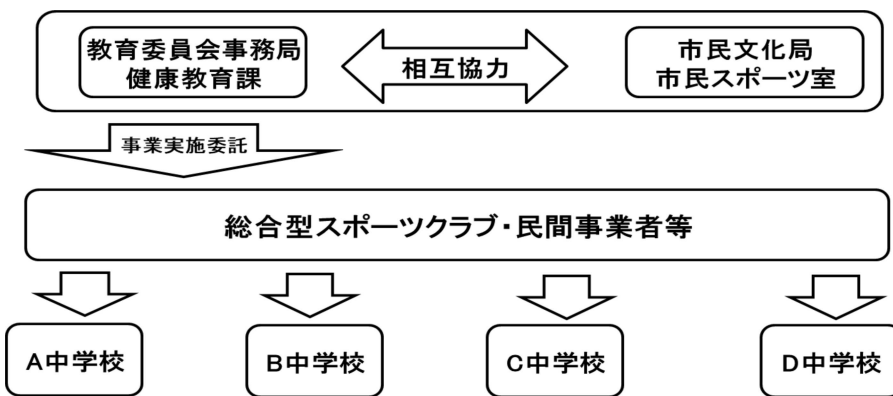 教育委員会事務局
健康教育課
相互協力
市民文化局
市民スポーツ室
事業実施委託
総合型スポーツクラブ・民間事業者等
A中学校
B中学校
C中学校
D中学校